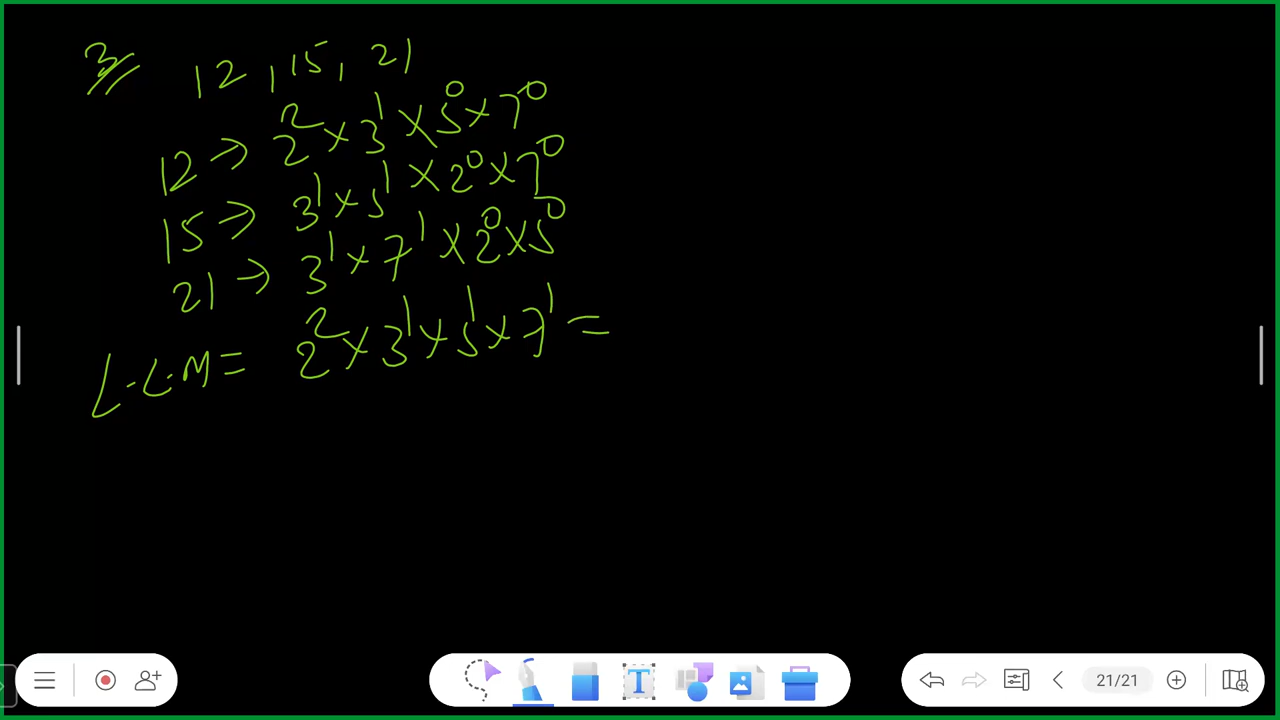 3 12, 15, 21
12 → 2² × 3¹ × 5⁰ × 7⁰
15 → 3¹ × 5¹ × 2⁰ × 7⁰
21 → 3¹ × 7¹ × 2⁰ × 5⁰
L.C.M = 2² × 3¹ × 5¹ × 7¹ =
T
21/21